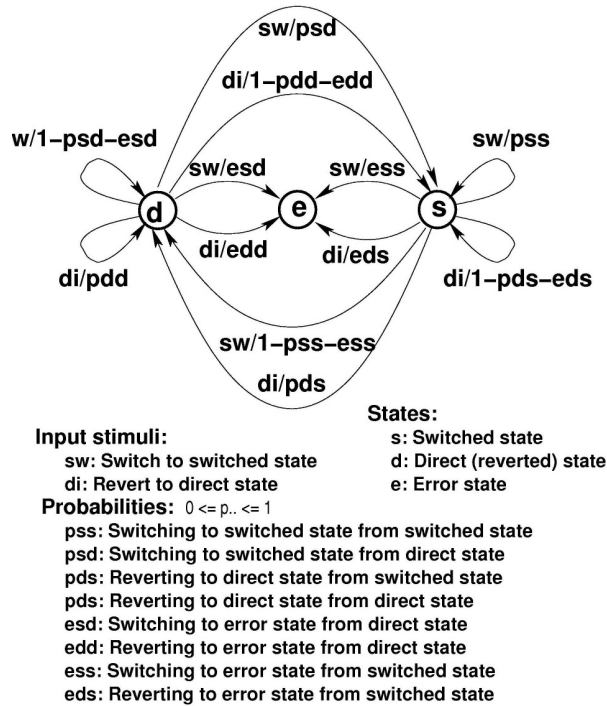 sw/psd
di/1-pdd-edd
w/1-psd-esd
sw/pss
sw/esd
sw/ess
d
e
s
di/edd
di/eds
di/pdd
di/1-pds-eds
sw/1-pss-ess
di/pds
States:
s: Switched state
d: Direct (reverted) state
e: Error state
Input stimuli:
sw: Switch to switched state
di: Revert to direct state
Probabilities: 0 <= p.. <= 1
pss: Switching to switched state from switched state
psd: Switching to switched state from direct state
pds: Reverting to direct state from switched state
pds: Reverting to direct state from direct state
esd: Switching to error state from direct state
edd: Reverting to error state from direct state
ess: Switching to error state from switched state
eds: Reverting to error state from switched state